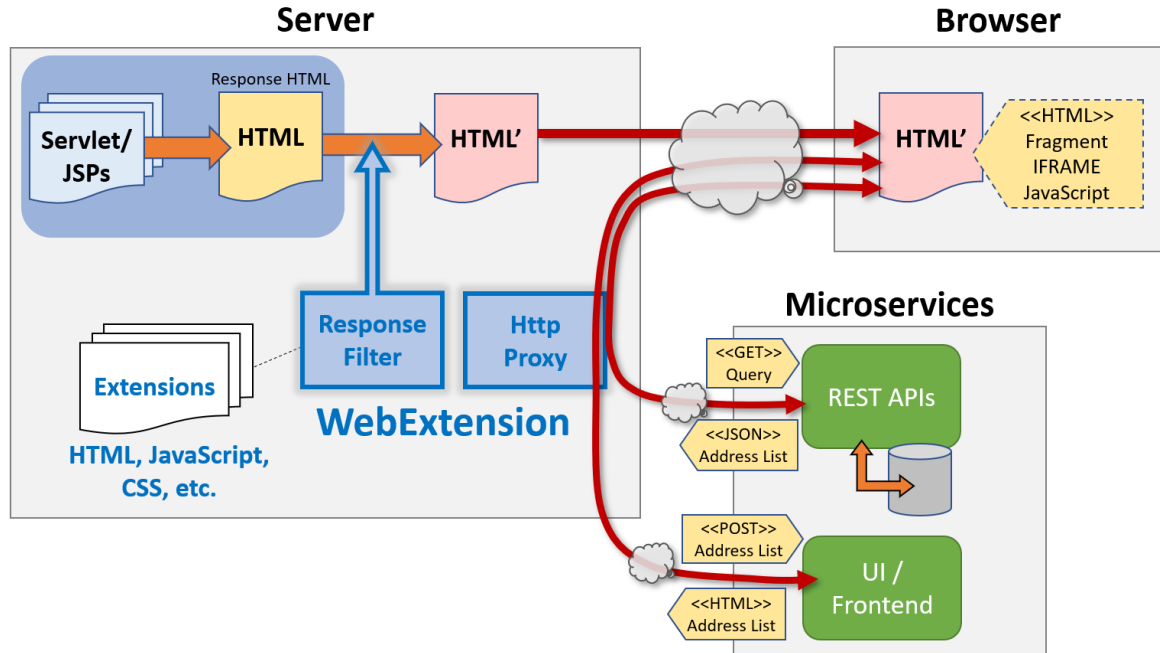 Server
Browser
Response HTML
Servlet/
JSPs
HTML
HTML’
HTML’
<<HTML>>
Fragment
IFRAME
JavaScript
Response
Filter
Http
Proxy
Extensions
WebExtension
HTML, JavaScript,
CSS, etc.
Microservices
<<GET>>
Query
REST APIs
<<JSON>>
Address List
<<POST>>
Address List
UI /
Frontend
<<HTML>>
Address List